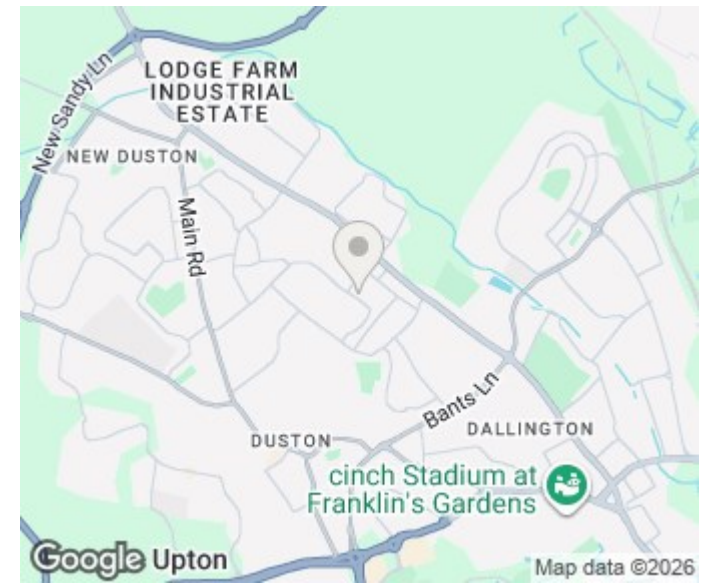 New Sandy Ln
LODGE FARM
INDUSTRIAL
ESTATE
NEW DUSTON
Main Rd
Bants Ln
DALLINGTON
DUSTON
cinch Stadium at
Franklin's Gardens
Google
Upton
Map data ©2026